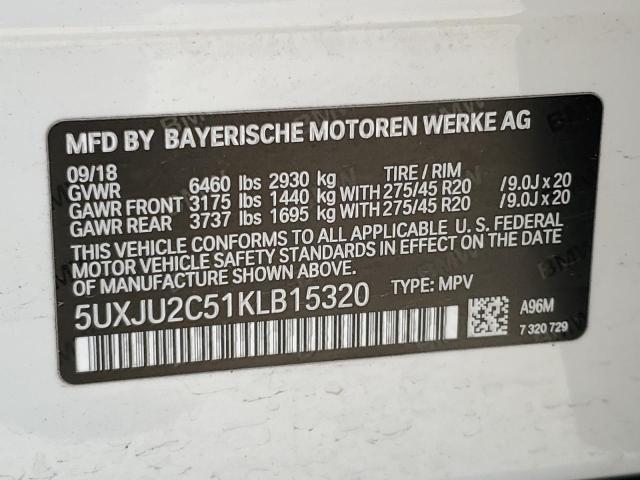 MFD BY BAYERISCHE MOTOREN WERKE AG
09/18
GVWR 6460 lbs 2930 kg TIRE / RIM
GAWR FRONT 3175 lbs 1440 kg WITH 275/45 R20 /9.0J x 20
GAWR REAR 3737 lbs 1695 kg WITH 275/45 R20 /9.0J x 20
THIS VEHICLE CONFORMS TO ALL APPLICABLE U. S. FEDERAL
MOTOR VEHICLE SAFETY STANDARDS IN EFFECT ON THE DATE
OF MANUFACTURE SHOWN ABOVE.
5UXJU2C51KLB15320 TYPE: MPV
A96M
7 320 729